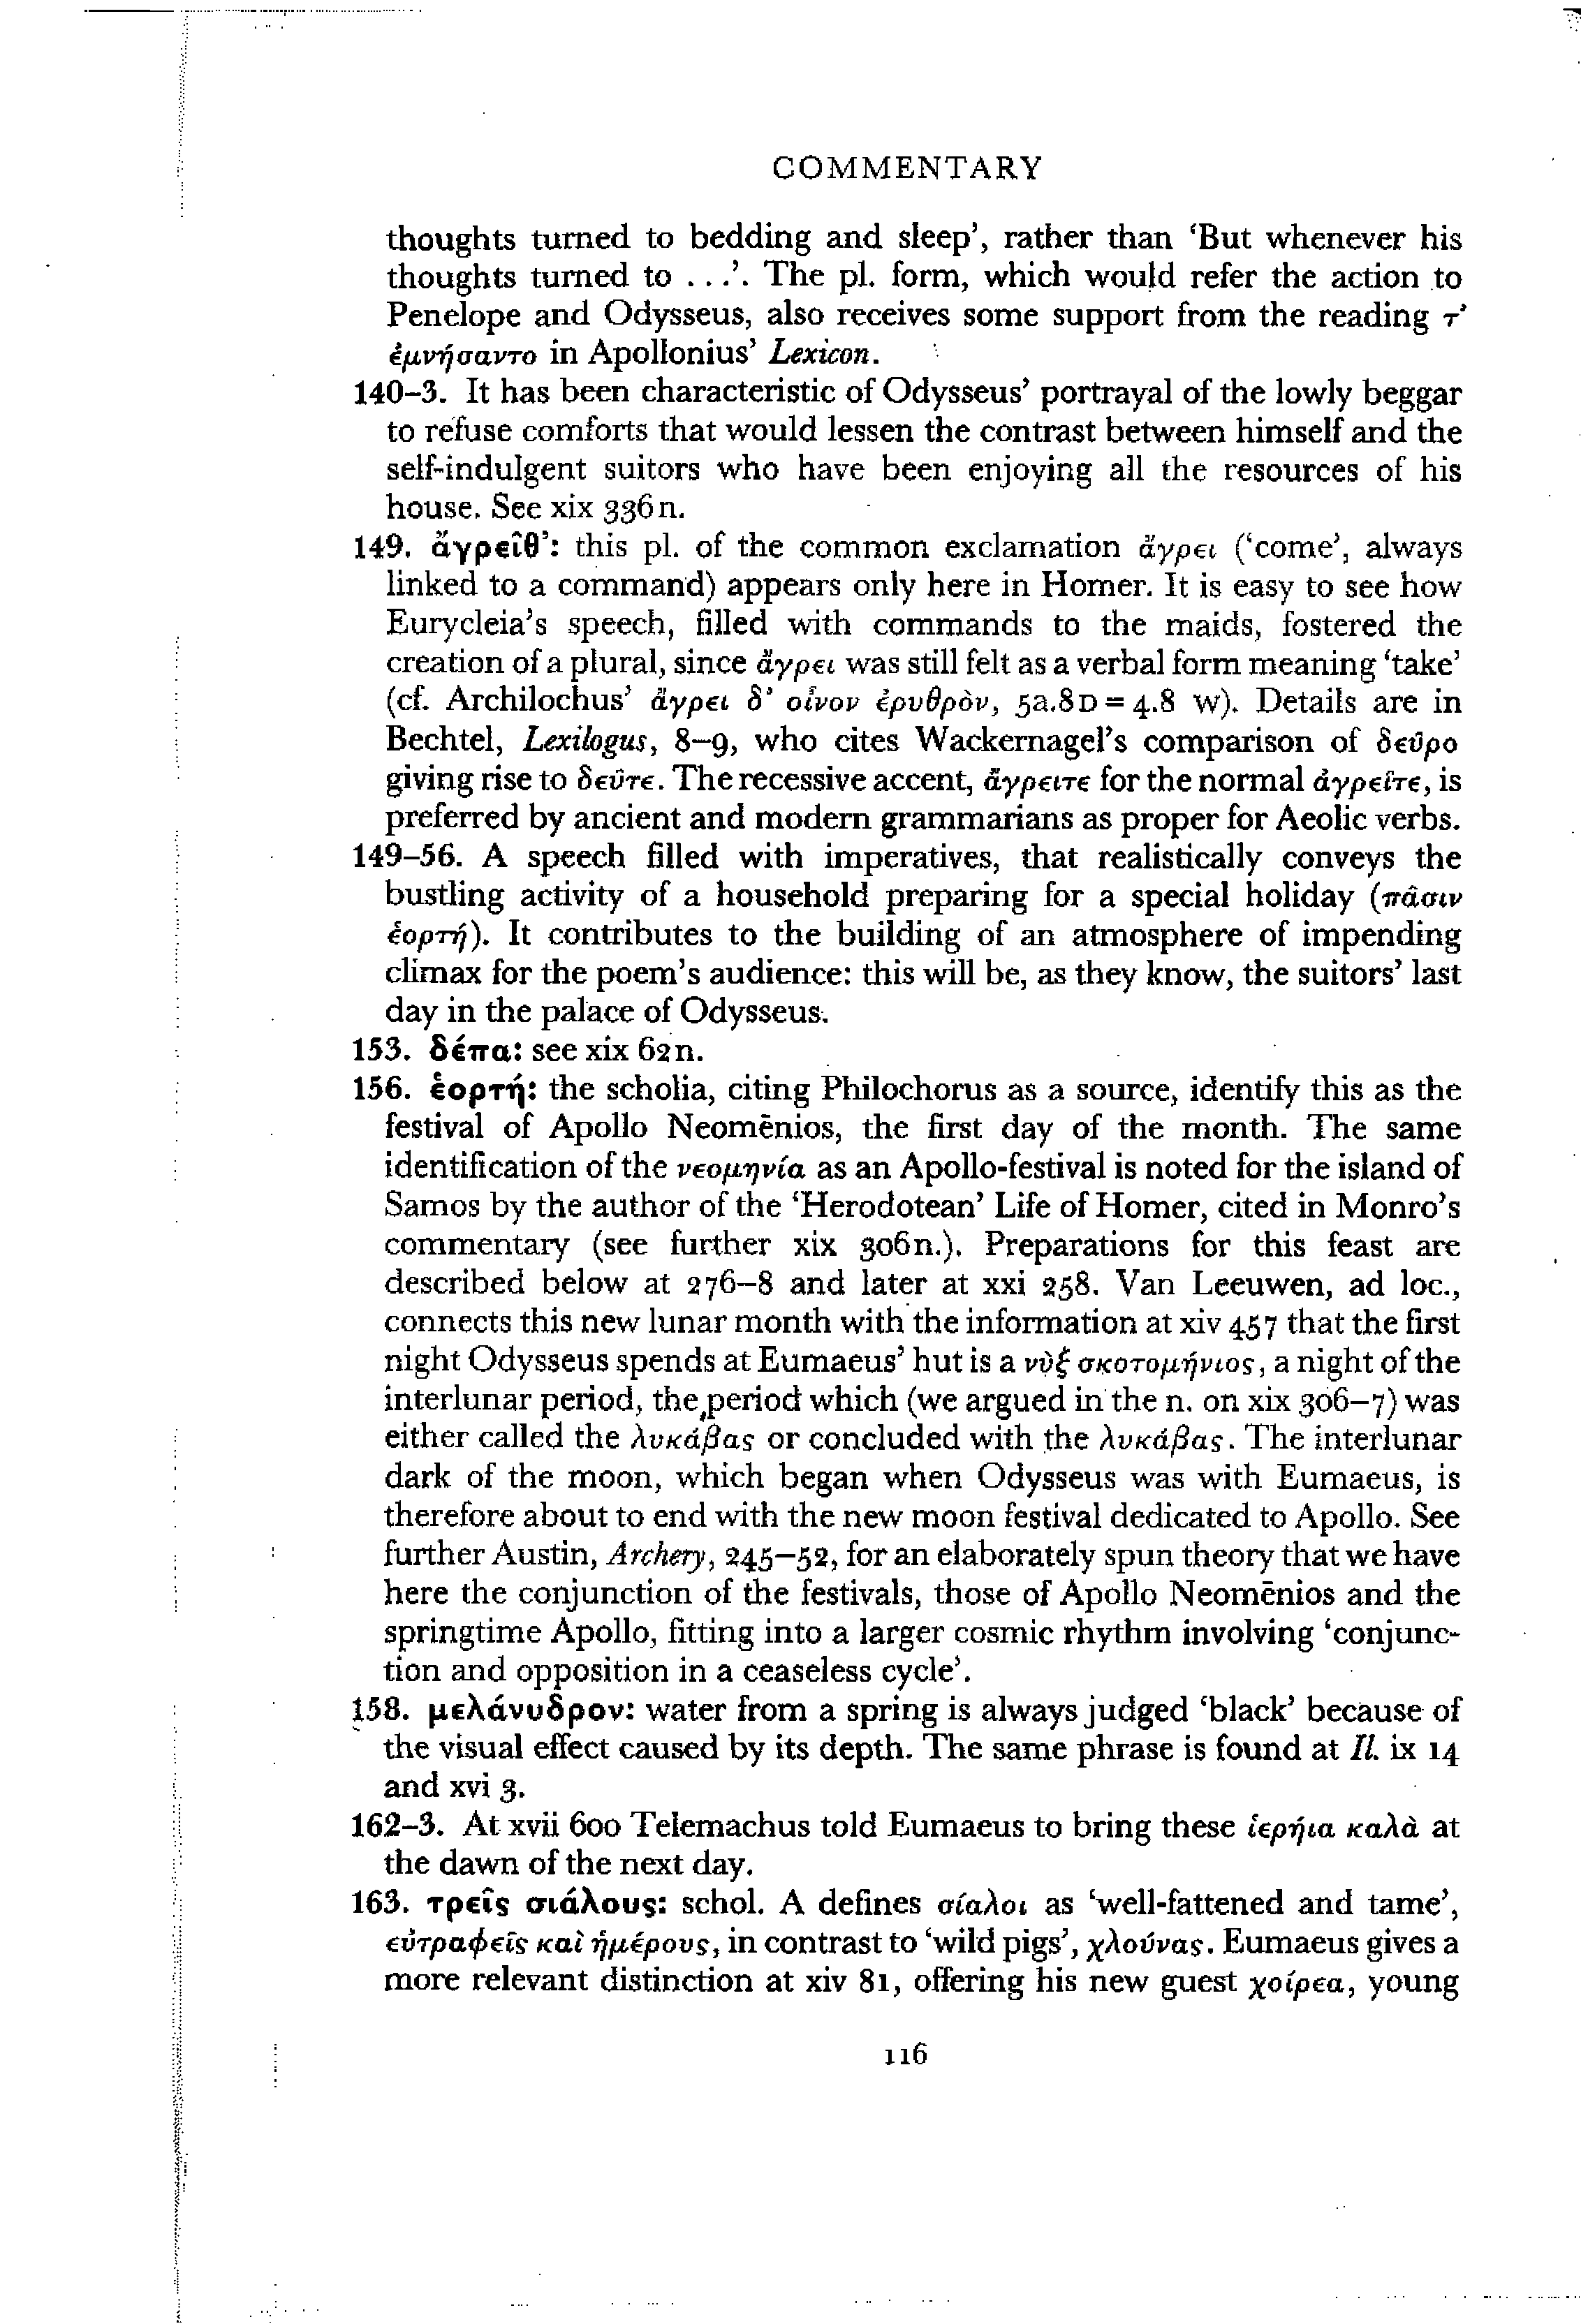 COMMENTARY
thoughts turned to bedding and sleep’, rather than ‘But whenever his
thoughts turned to . . .’. The pl. form, which would refer the action to
Penelope and Odysseus, also receives some support from the reading τ’
ἐμνήσαντο in Apollonius’ Lexicon.
140–3. It has been characteristic of Odysseus’ portrayal of the lowly beggar
to refuse comforts that would lessen the contrast between himself and the
self-indulgent suitors who have been enjoying all the resources of his
house. See xix 336 n.
149. ἄγρεῖθ’: this pl. of the common exclamation ἄγρει (‘come’, always
linked to a command) appears only here in Homer. It is easy to see how
Eurycleia’s speech, filled with commands to the maids, fostered the
creation of a plural, since ἄγρει was still felt as a verbal form meaning ‘take’
(cf. Archilochus’ ἄγρει δ’ οἶνον ἐρυθρὸν, 5a.8D = 4.8 W). Details are in
Bechtel, Lexilogus, 8–9, who cites Wackernagel’s comparison of δεῦρο
giving rise to δεῦτε. The recessive accent, ἄγρειτε for the normal ἀγρεῖτε, is
preferred by ancient and modern grammarians as proper for Aeolic verbs.
149–56. A speech filled with imperatives, that realistically conveys the
bustling activity of a household preparing for a special holiday (πᾶσιν
ἑορτή). It contributes to the building of an atmosphere of impending
climax for the poem’s audience: this will be, as they know, the suitors’ last
day in the palace of Odysseus.
153. δέπα: see xix 62 n.
156. ἑορτή: the scholia, citing Philochorus as a source, identify this as the
festival of Apollo Neomēnios, the first day of the month. The same
identification of the νεομηνία as an Apollo-festival is noted for the island of
Samos by the author of the ‘Herodotean’ Life of Homer, cited in Monro’s
commentary (see further xix 306n.). Preparations for this feast are
described below at 276–8 and later at xxi 258. Van Leeuwen, ad loc.,
connects this new lunar month with the information at xiv 457 that the first
night Odysseus spends at Eumaeus’ hut is a νὺξ σκοτομήνιος, a night of the
interlunar period, the period which (we argued in the n. on xix 306–7) was
either called the λυκάβας or concluded with the λυκάβας. The interlunar
dark of the moon, which began when Odysseus was with Eumaeus, is
therefore about to end with the new moon festival dedicated to Apollo. See
further Austin, Archery, 245–52, for an elaborately spun theory that we have
here the conjunction of the festivals, those of Apollo Neomēnios and the
springtime Apollo, fitting into a larger cosmic rhythm involving ‘conjunc-
tion and opposition in a ceaseless cycle’.
158. μελάνυδρον: water from a spring is always judged ‘black’ because of
the visual effect caused by its depth. The same phrase is found at Il. ix 14
and xvi 3.
162–3. At xvii 600 Telemachus told Eumaeus to bring these ἱερήια καλὰ at
the dawn of the next day.
163. τρεῖς σιάλους: schol. A defines σίαλοι as ‘well-fattened and tame’,
εὐτραφεῖς καὶ ἡμέρους, in contrast to ‘wild pigs’, χλούνας. Eumaeus gives a
more relevant distinction at xiv 81, offering his new guest χοίρεα, young
116